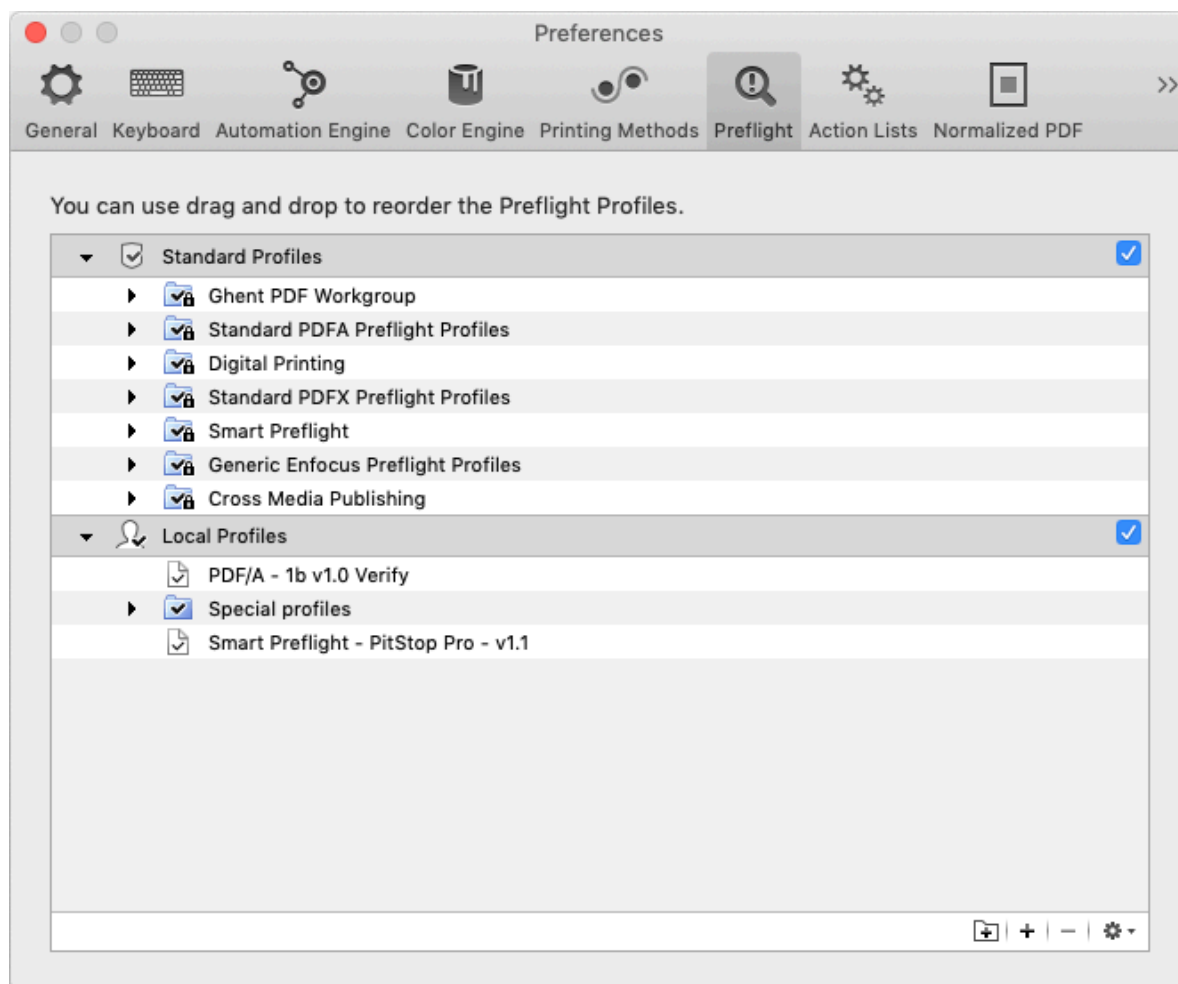 Preferences
General Keyboard Automation Engine Color Engine Printing Methods Preflight Action Lists Normalized PDF
You can use drag and drop to reorder the Preflight Profiles.
Standard Profiles
Ghent PDF Workgroup
Standard PDFA Preflight Profiles
Digital Printing
Standard PDFX Preflight Profiles
Smart Preflight
Generic Enfocus Preflight Profiles
Cross Media Publishing
Local Profiles
PDF/A - 1b v1.0 Verify
Special profiles
Smart Preflight - PitStop Pro - v1.1